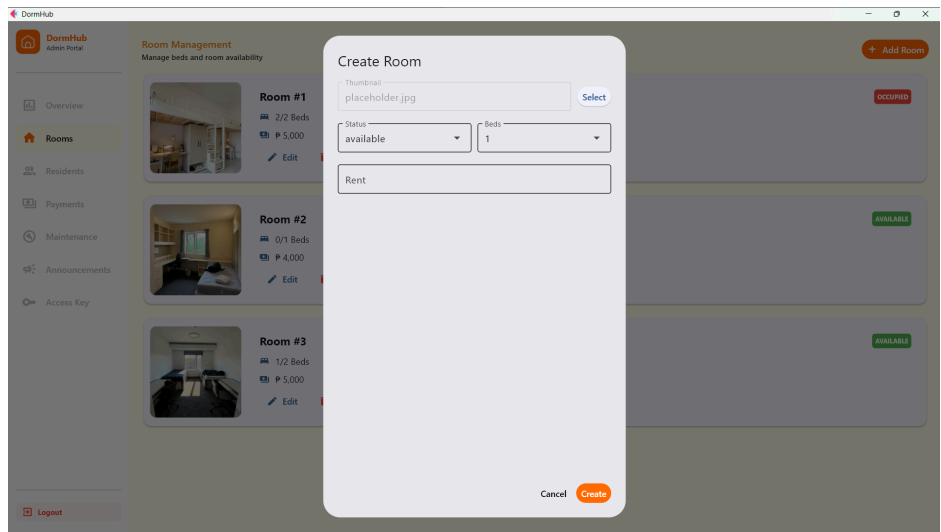 DormHub
DormHub
Admin Portal
Overview
Rooms
Residents
Payments
Maintenance
Announcements
Access Key
Logout
Room Management
Manage beds and room availability
+ Add Room
Room #1
2/2 Beds
₱ 5,000
Edit
OCCUPIED
Room #2
0/1 Beds
₱ 4,000
Edit
AVAILABLE
Room #3
1/2 Beds
₱ 5,000
Edit
AVAILABLE
Create Room
Thumbnail
placeholder.jpg
Select
Status
available
Beds
1
Rent
Cancel
Create